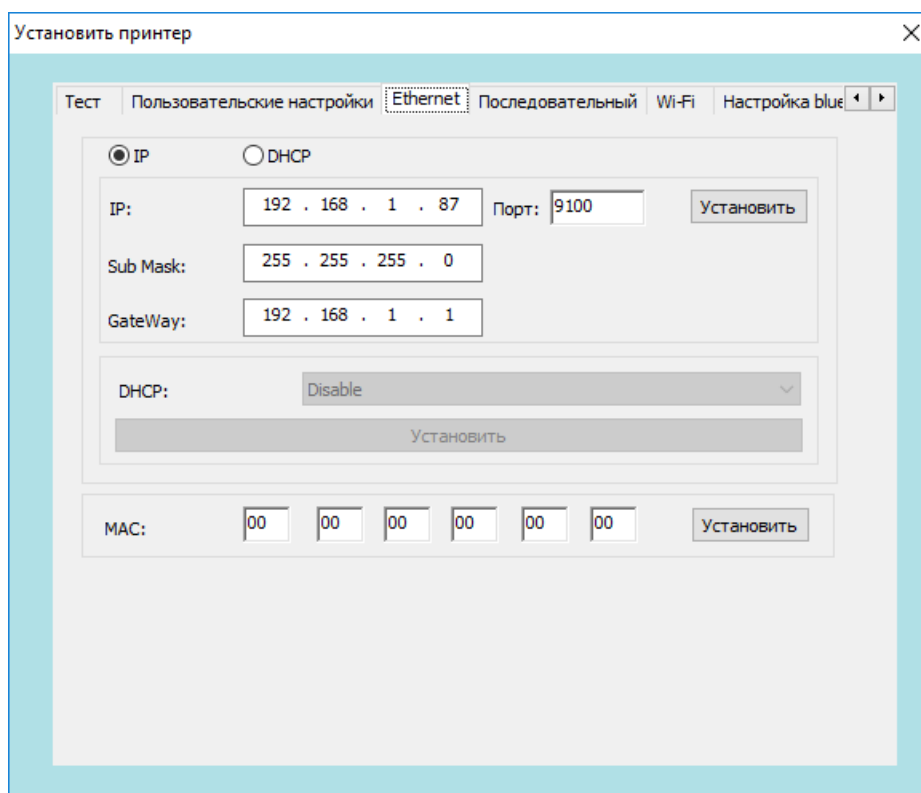 Установить принтер
Тест Пользовательские настройки Ethernet Последовательный Wi-Fi Настройка blue
IP DHCP
IP: 192 . 168 . 1 . 87 Порт: 9100 Установить
Sub Mask: 255 . 255 . 255 . 0
GateWay: 192 . 168 . 1 . 1
DHCP: Disable
Установить
MAC: 00 00 00 00 00 00 Установить